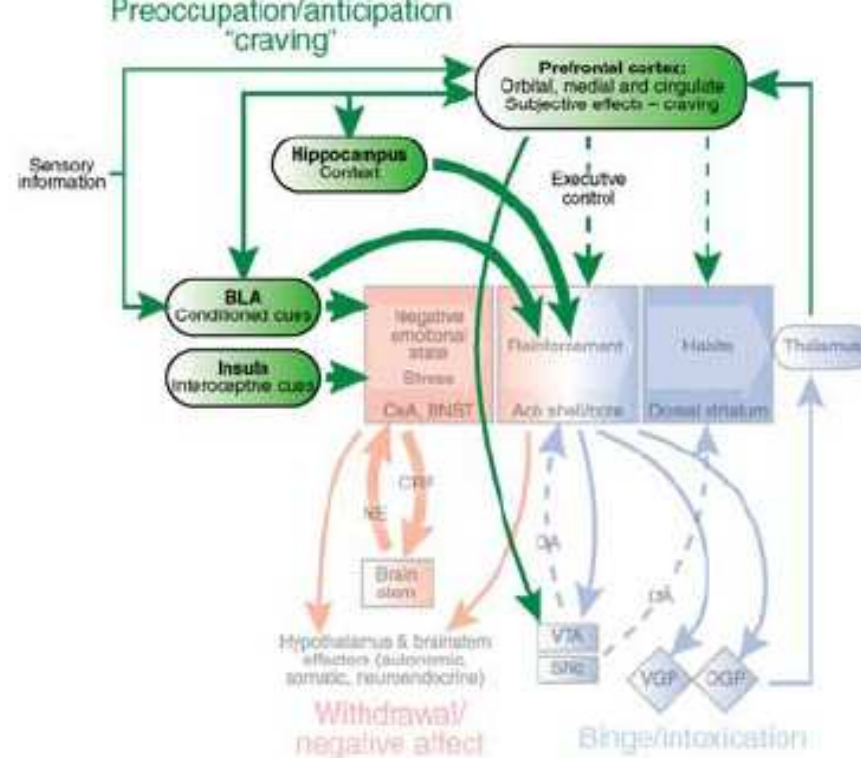 Preoccupation/anticipation
"craving"
Prefrontal cortex:
Orbital, medial and cingulate
Subjective effects – craving
Hippocampus
Context
Sensory
information
Executive
control
BLA
Conditioned cues
Insula
Interoceptive cues
Negative
emotional
state
Stress
CeA, BNST
Reinforcement
Acb shell/core
Habits
Dorsal striatum
Thalamus
CRF
NE
Brain
stem
DA
DA
VTA
SNc
VGP
DGP
Hypothalamus & brainstem
effectors (autonomic,
somatic, neuroendocrine)
Withdrawal/
negative affect
Binge/intoxication